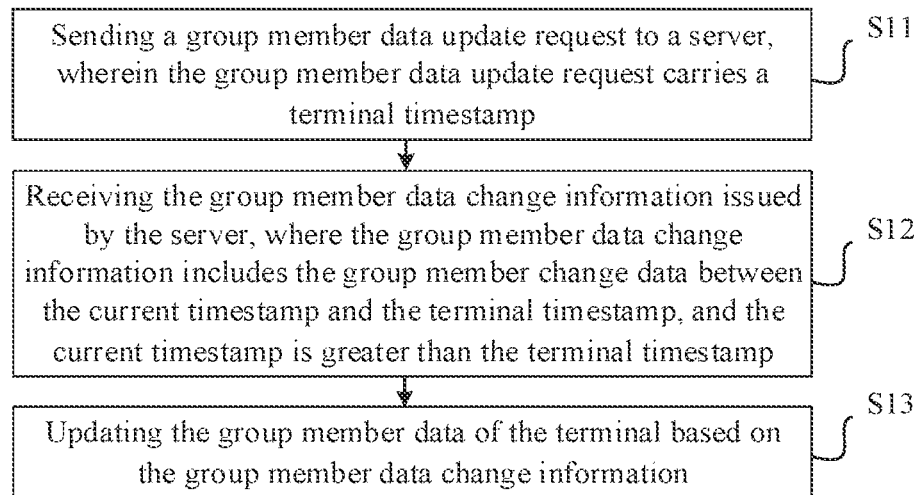 Sending a group member data update request to a server,
wherein the group member data update request carries a
terminal timestamp
S11
Receiving the group member data change information issued
by the server, where the group member data change
information includes the group member change data between
the current timestamp and the terminal timestamp, and the
current timestamp is greater than the terminal timestamp
S12
Updating the group member data of the terminal based on
the group member data change information
S13